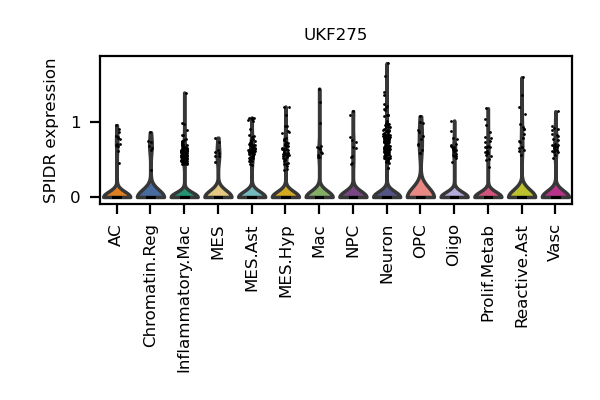 UKF275
SPIDR expression
1
0
AC
Chromatin.Reg
Inflammatory.Mac
MES
MES.Ast
MES.Hyp
Mac
NPC
Neuron
OPC
Oligo
Prolif.Metab
Reactive.Ast
Vasc